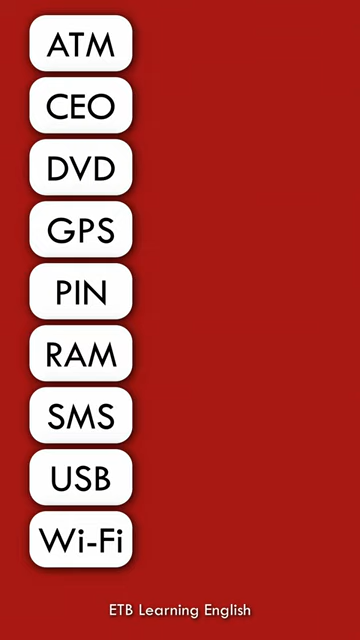 ATM
CEO
DVD
GPS
PIN
RAM
SMS
USB
Wi-Fi
ETB Learning English